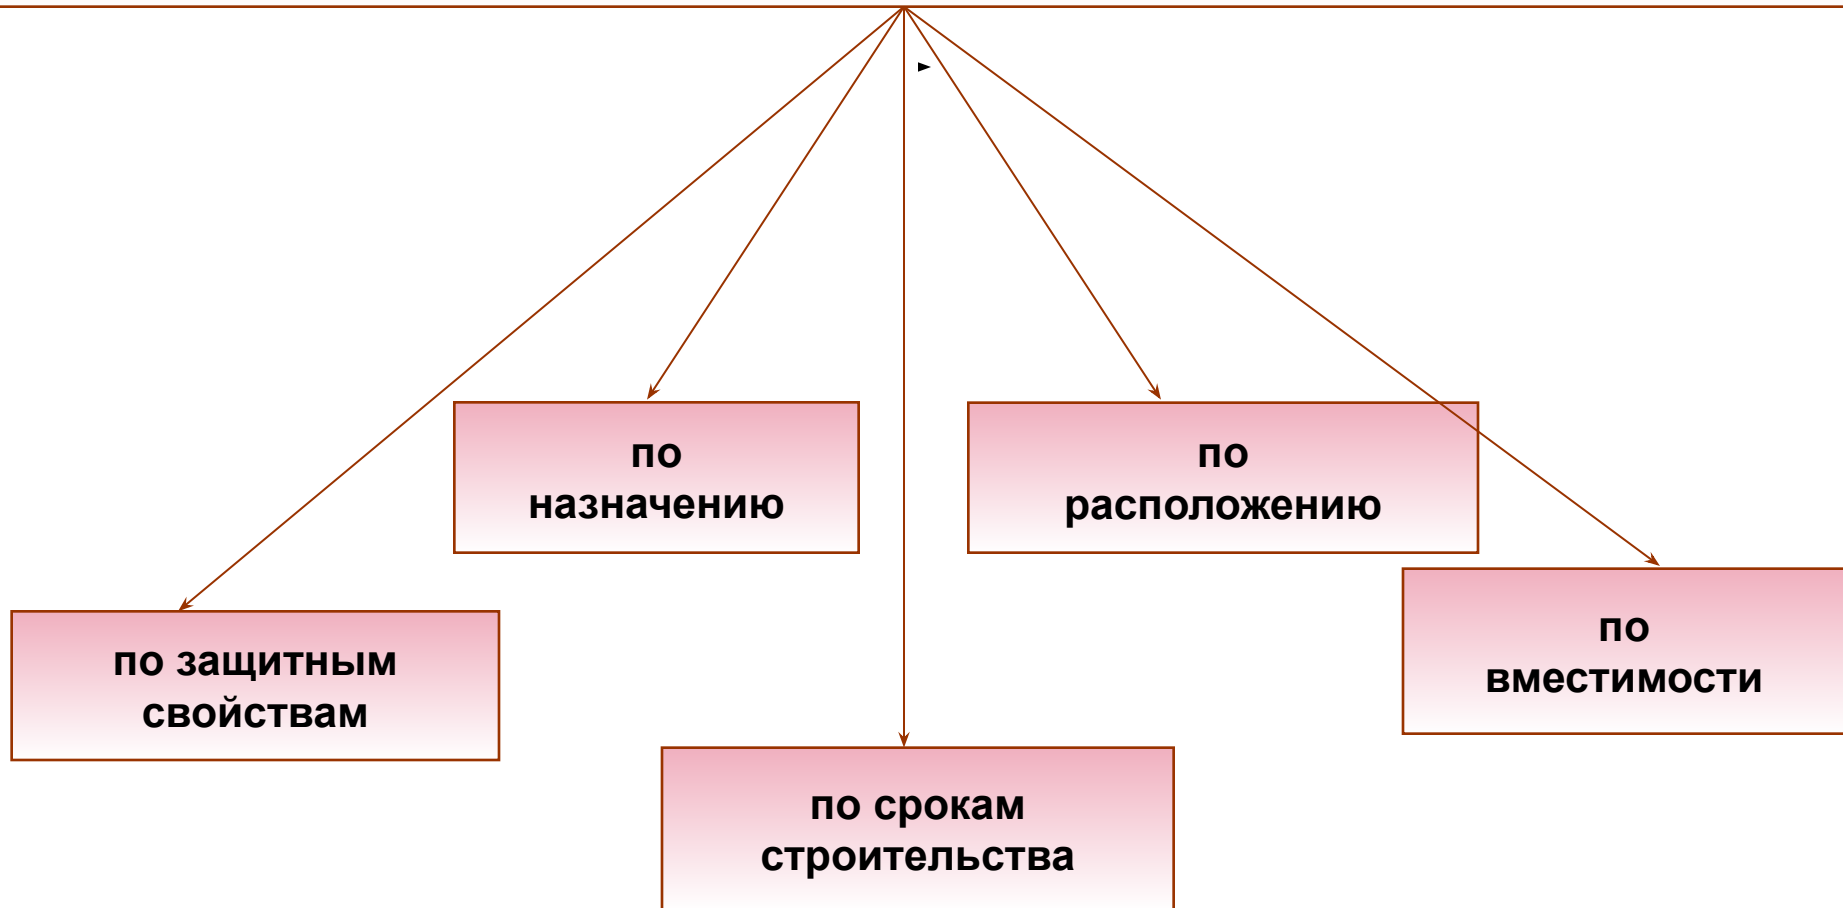 по
назначению
по
расположению
по защитным
свойствам
по
вместимости
по срокам
строительства